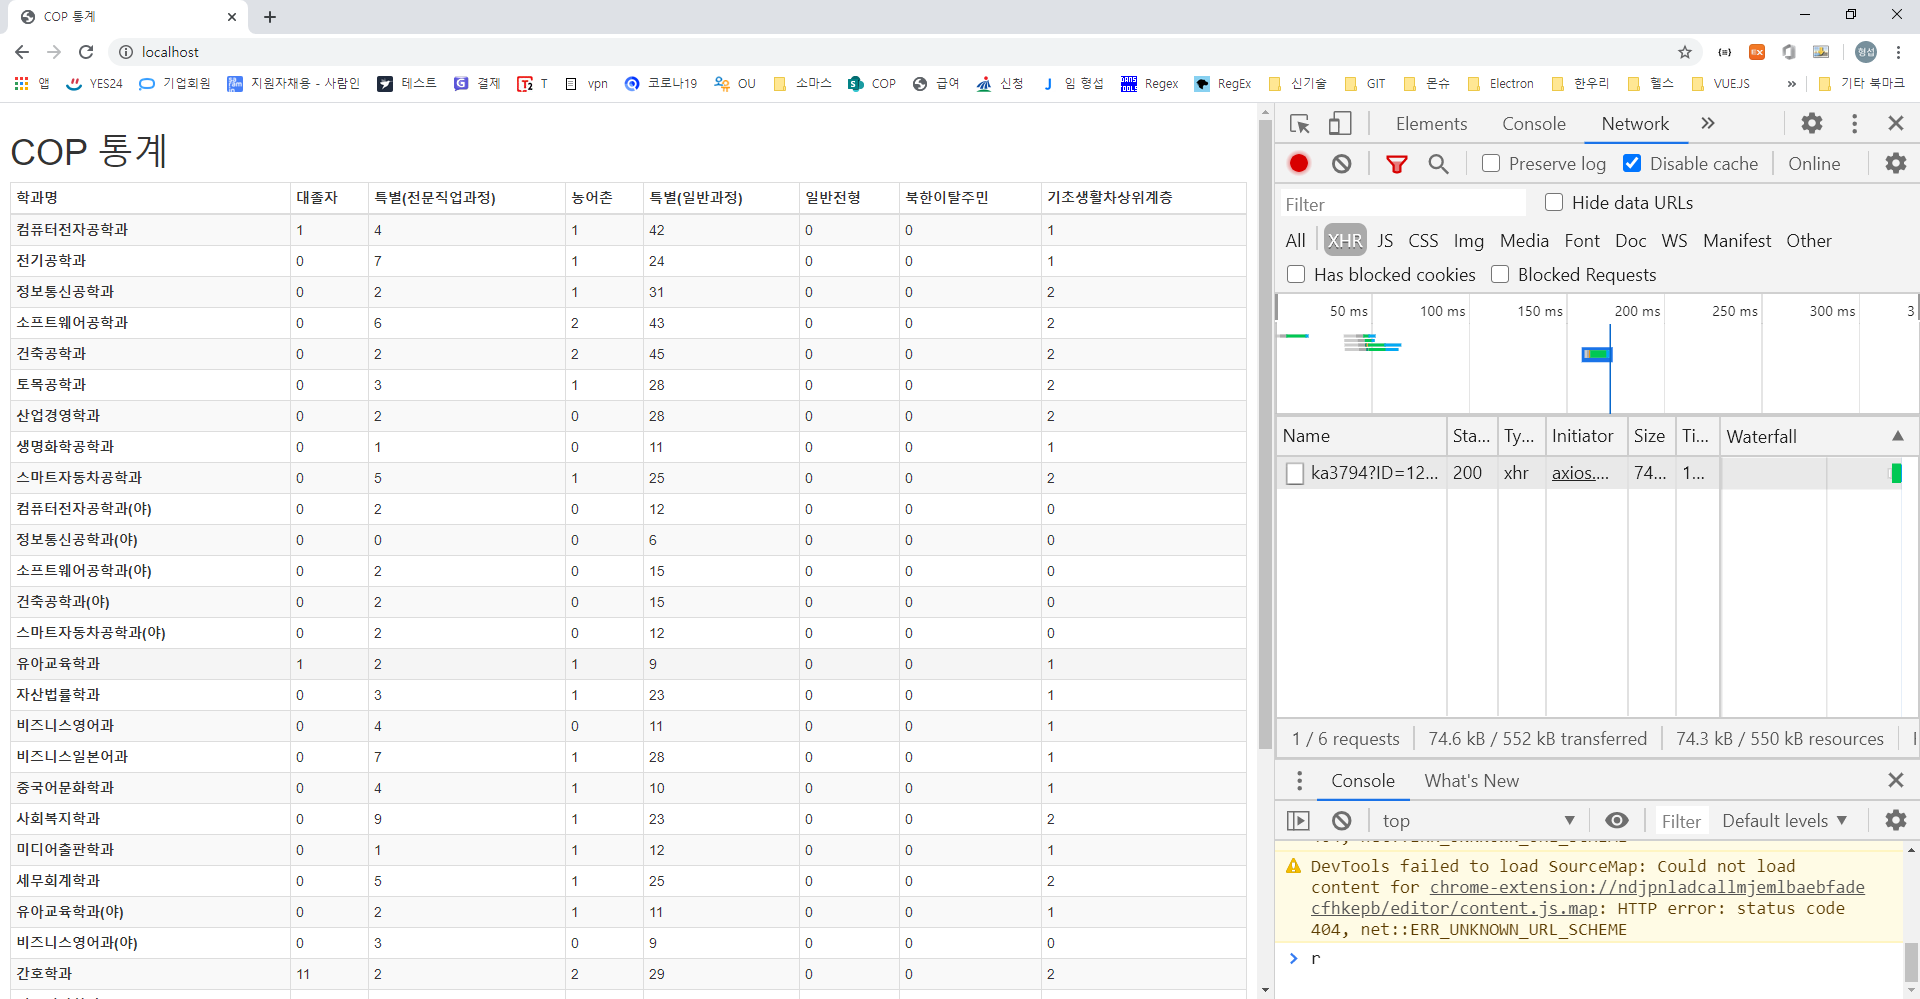 COP 통계
localhost
형섭
앱 YES24 기업회원 지원자채용 - 사람인 테스트 결제 T vpn 코로나19 OU 소마스 COP 급여 신청 임 형섭 Regex RegEx 신기술 GIT 몬슈 Electron 한우리 헬스 VUEJS » 기타 북마크
COP 통계
학과명 대졸자 특별(전문직업과정) 농어촌 특별(일반과정) 일반전형 북한이탈주민 기초생활차상위계층
컴퓨터전자공학과 1 4 1 42 0 0 1
전기공학과 0 7 1 24 0 0 1
정보통신공학과 0 2 1 31 0 0 2
소프트웨어공학과 0 6 2 43 0 0 2
건축공학과 0 2 2 45 0 0 2
토목공학과 0 3 1 28 0 0 2
산업경영학과 0 2 0 28 0 0 2
생명화학공학과 0 1 0 11 0 0 1
스마트자동차공학과 0 5 1 25 0 0 2
컴퓨터전자공학과(야) 0 2 0 12 0 0 0
정보통신공학과(야) 0 0 0 6 0 0 0
소프트웨어공학과(야) 0 2 0 15 0 0 0
건축공학과(야) 0 2 0 15 0 0 0
스마트자동차공학과(야) 0 2 0 12 0 0 0
유아교육학과 1 2 1 9 0 0 1
자산법률학과 0 3 1 23 0 0 1
비즈니스영어과 0 4 0 11 0 0 1
비즈니스일본어과 0 7 1 28 0 0 1
중국어문화학과 0 4 1 10 0 0 1
사회복지학과 0 9 1 23 0 0 2
미디어출판학과 0 1 1 12 0 0 1
세무회계학과 0 5 1 25 0 0 2
유아교육학과(야) 0 2 1 11 0 0 1
비즈니스영어과(야) 0 3 0 9 0 0 0
간호학과 11 2 2 29 0 0 2
Elements Console Network »
Preserve log Disable cache Online
Filter Hide data URLs
All XHR JS CSS Img Media Font Doc WS Manifest Other
Has blocked cookies Blocked Requests
50 ms 100 ms 150 ms 200 ms 250 ms 300 ms 3
Name Sta... Ty... Initiator Size Ti... Waterfall
ka3794?ID=12... 200 xhr axios.... 74... 1...
1 / 6 requests 74.6 kB / 552 kB transferred 74.3 kB / 550 kB resources
Console What's New
top Filter Default levels
DevTools failed to load SourceMap: Could not load
content for chrome-extension://ndjpnladcallmjemlbaebfade
cfhkepb/editor/content.js.map: HTTP error: status code
404, net::ERR_UNKNOWN_URL_SCHEME
> r